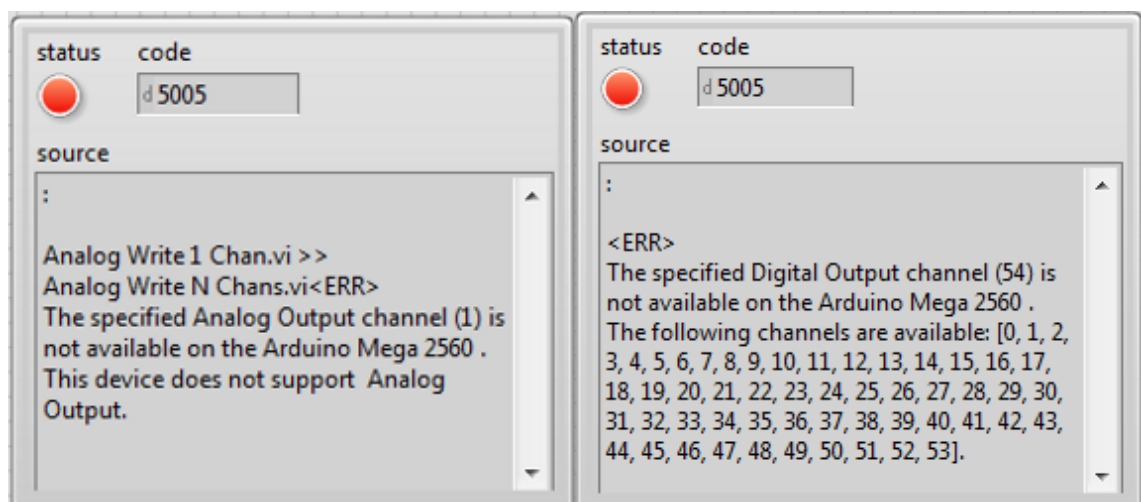 status code
d 5005
source
:
Analog Write 1 Chan.vi >>
Analog Write N Chans.vi<ERR>
The specified Analog Output channel (1) is
not available on the Arduino Mega 2560 .
This device does not support  Analog
Output.
status code
d 5005
source
:
<ERR>
The specified Digital Output channel (54) is
not available on the Arduino Mega 2560 .
The following channels are available: [0, 1, 2,
3, 4, 5, 6, 7, 8, 9, 10, 11, 12, 13, 14, 15, 16, 17,
18, 19, 20, 21, 22, 23, 24, 25, 26, 27, 28, 29, 30,
31, 32, 33, 34, 35, 36, 37, 38, 39, 40, 41, 42, 43,
44, 45, 46, 47, 48, 49, 50, 51, 52, 53].